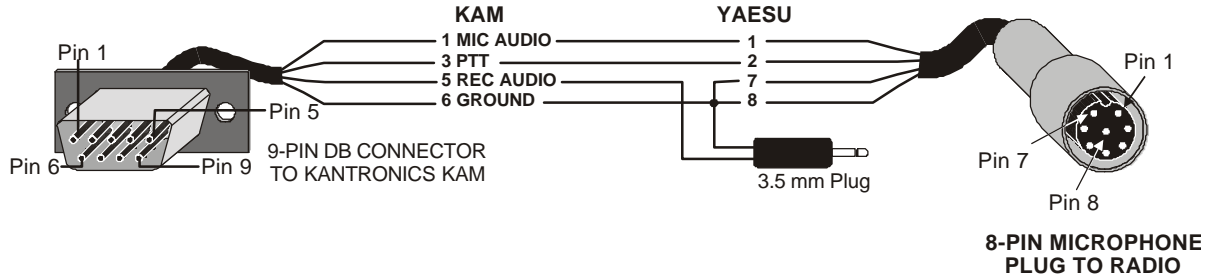 KAM YAESU
1 MIC AUDIO 1
3 PTT 2
5 REC AUDIO 7
6 GROUND 8
Pin 1
Pin 5
Pin 6
Pin 9
9-PIN DB CONNECTOR
TO KANTRONICS KAM
3.5 mm Plug
Pin 1
Pin 7
Pin 8
8-PIN MICROPHONE
PLUG TO RADIO